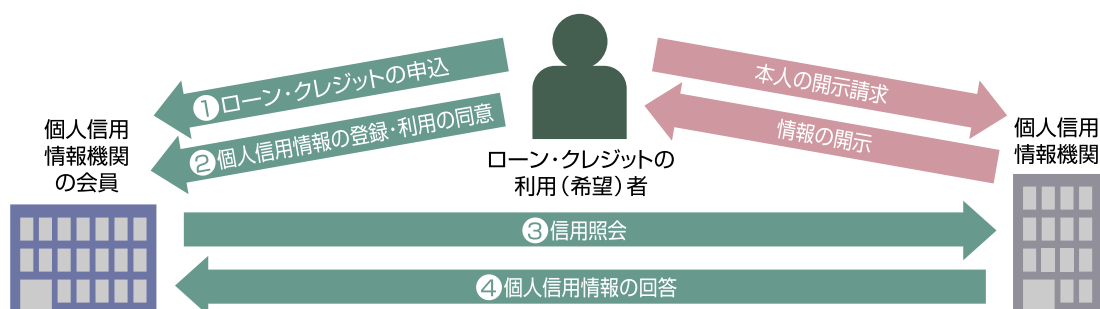 ❶ローン・クレジットの申込
❷個人信用情報の登録・利用の同意
個人信用
情報機関
の会員
ローン・クレジットの
利用（希望）者
本人の開示請求
情報の開示
個人信用
情報機関
❸信用照会
❹個人信用情報の回答